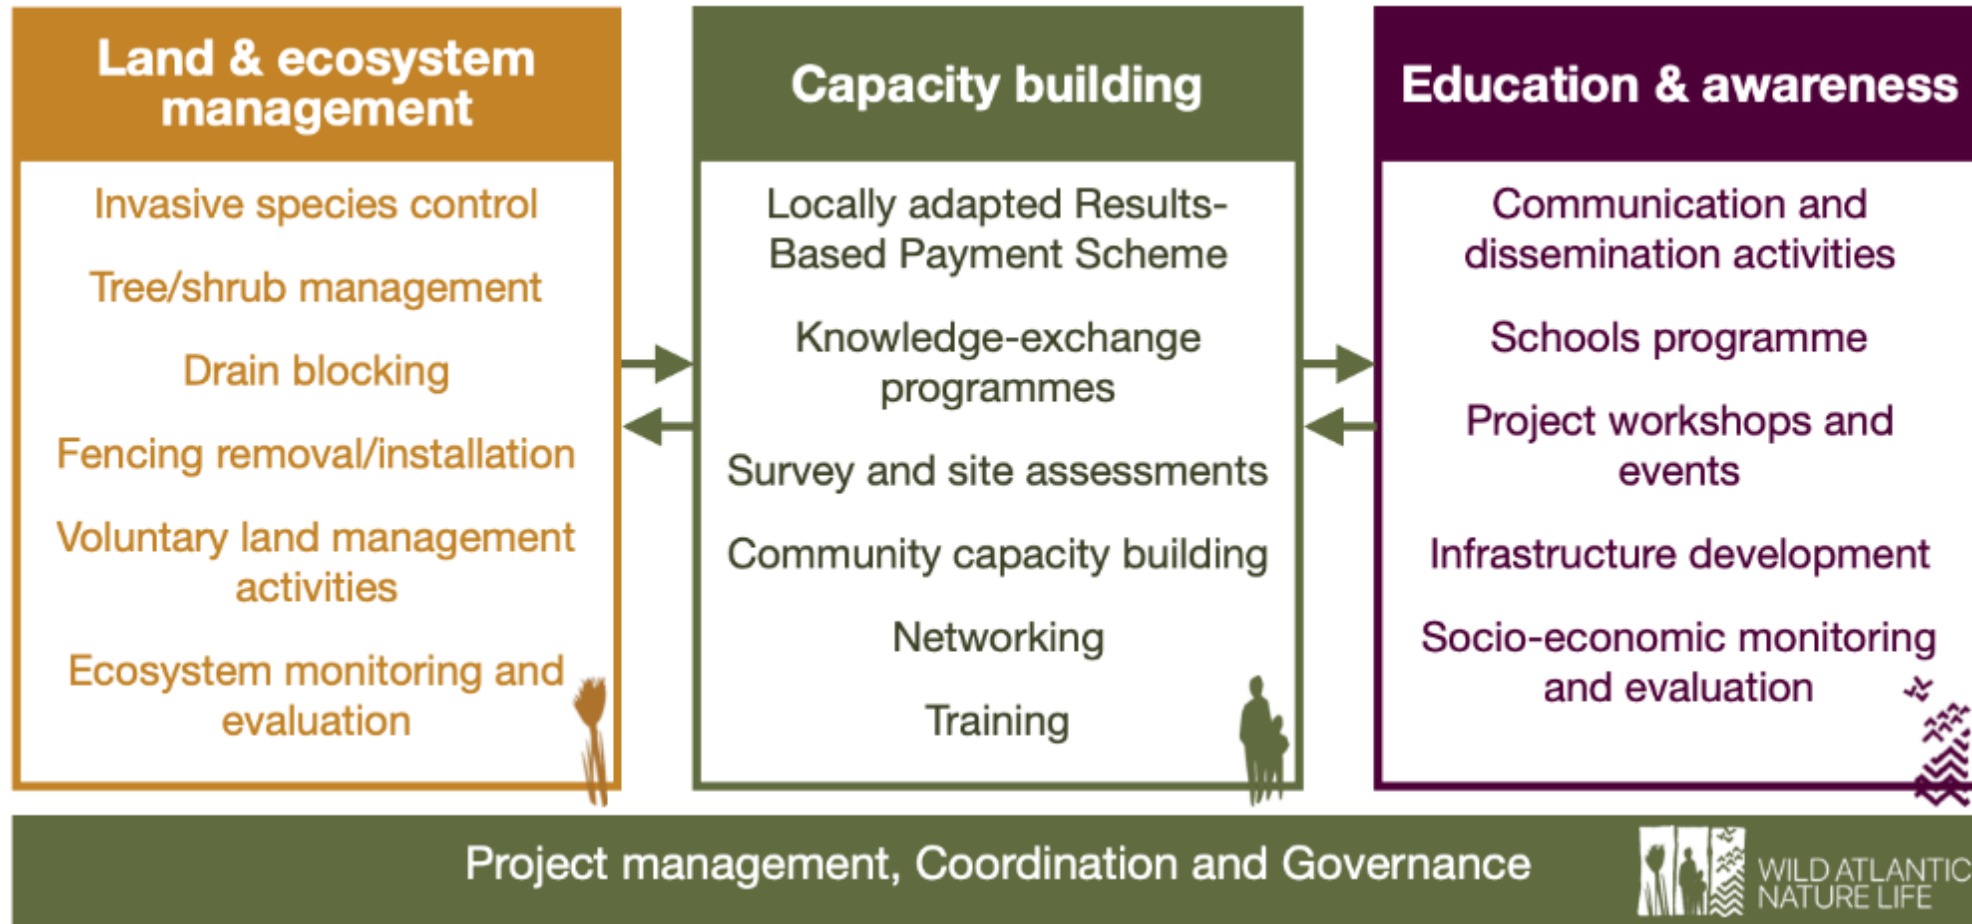 Land & ecosystem
management
Invasive species control
Tree/shrub management
Drain blocking
Fencing removal/installation
Voluntary land management
activities
Ecosystem monitoring and
evaluation
Capacity building
Locally adapted Results-
Based Payment Scheme
Knowledge-exchange
programmes
Survey and site assessments
Community capacity building
Networking
Training
Education & awareness
Communication and
dissemination activities
Schools programme
Project workshops and
events
Infrastructure development
Socio-economic monitoring
and evaluation
Project management, Coordination and Governance
WILD ATLANTIC
NATURE LIFE